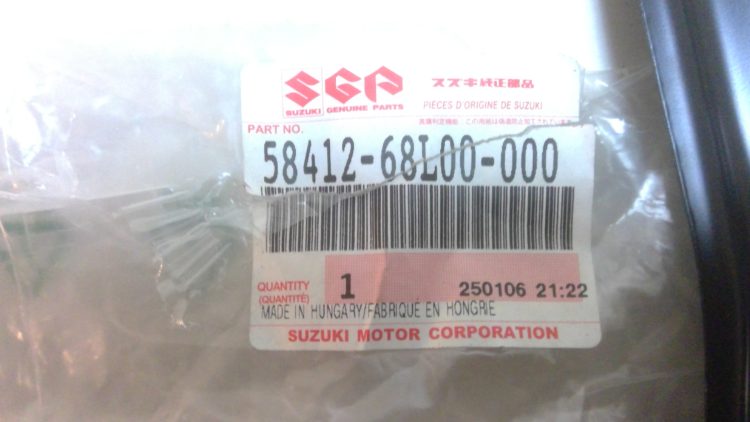 SGP
スズキ純正部品
SUZUKI GENUINE PARTS
PIÈCES D'ORIGINE DE SUZUKI
PART NO.
58412-68L00-000
QUANTITY
(QUANTITÉ)
1
250106 21:22
MADE IN HUNGARY/FABRIQUÉ EN HONGRIE
SUZUKI MOTOR CORPORATION